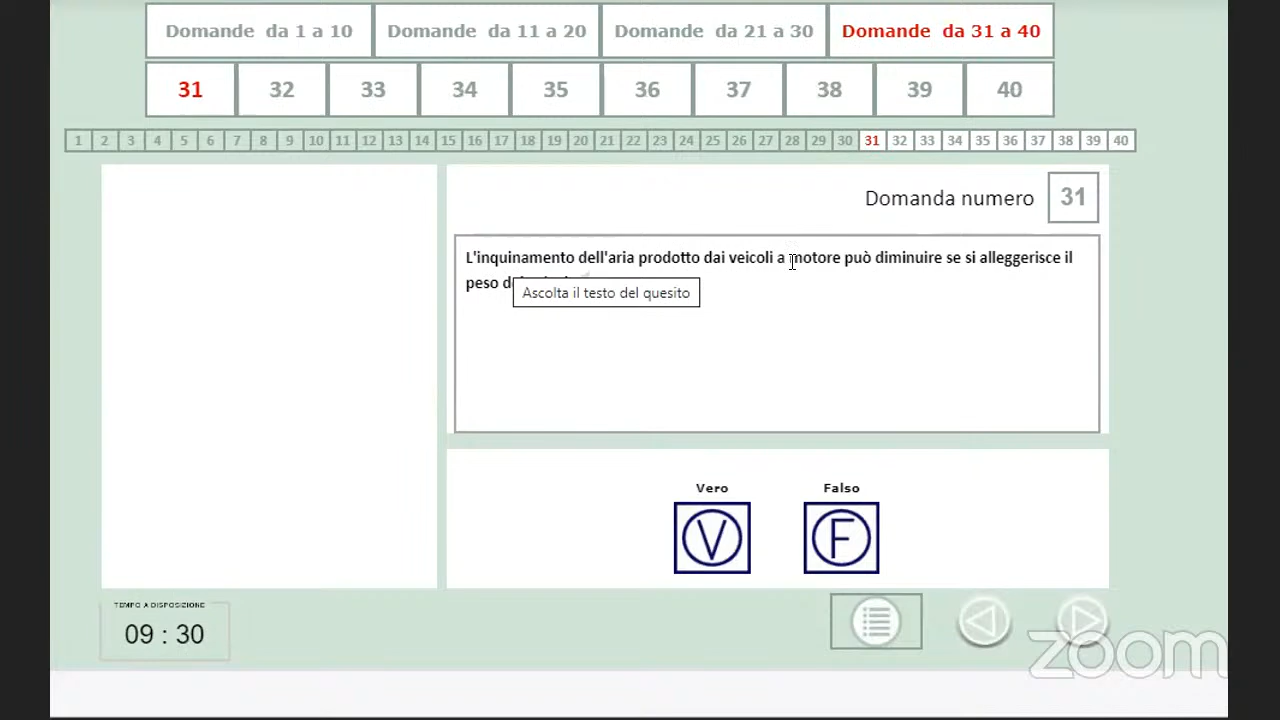 Domande da 1 a 10 Domande da 11 a 20 Domande da 21 a 30 Domande da 31 a 40
31 32 33 34 35 36 37 38 39 40
1 2 3 4 5 6 7 8 9 10 11 12 13 14 15 16 17 18 19 20 21 22 23 24 25 26 27 28 29 30 31 32 33 34 35 36 37 38 39 40
Domanda numero 31
L'inquinamento dell'aria prodotto dai veicoli a motore può diminuire se si alleggerisce il
peso
Ascolta il testo del quesito
Vero Falso
V F
TEMPO A DISPOSIZIONE
09 : 30
zoom